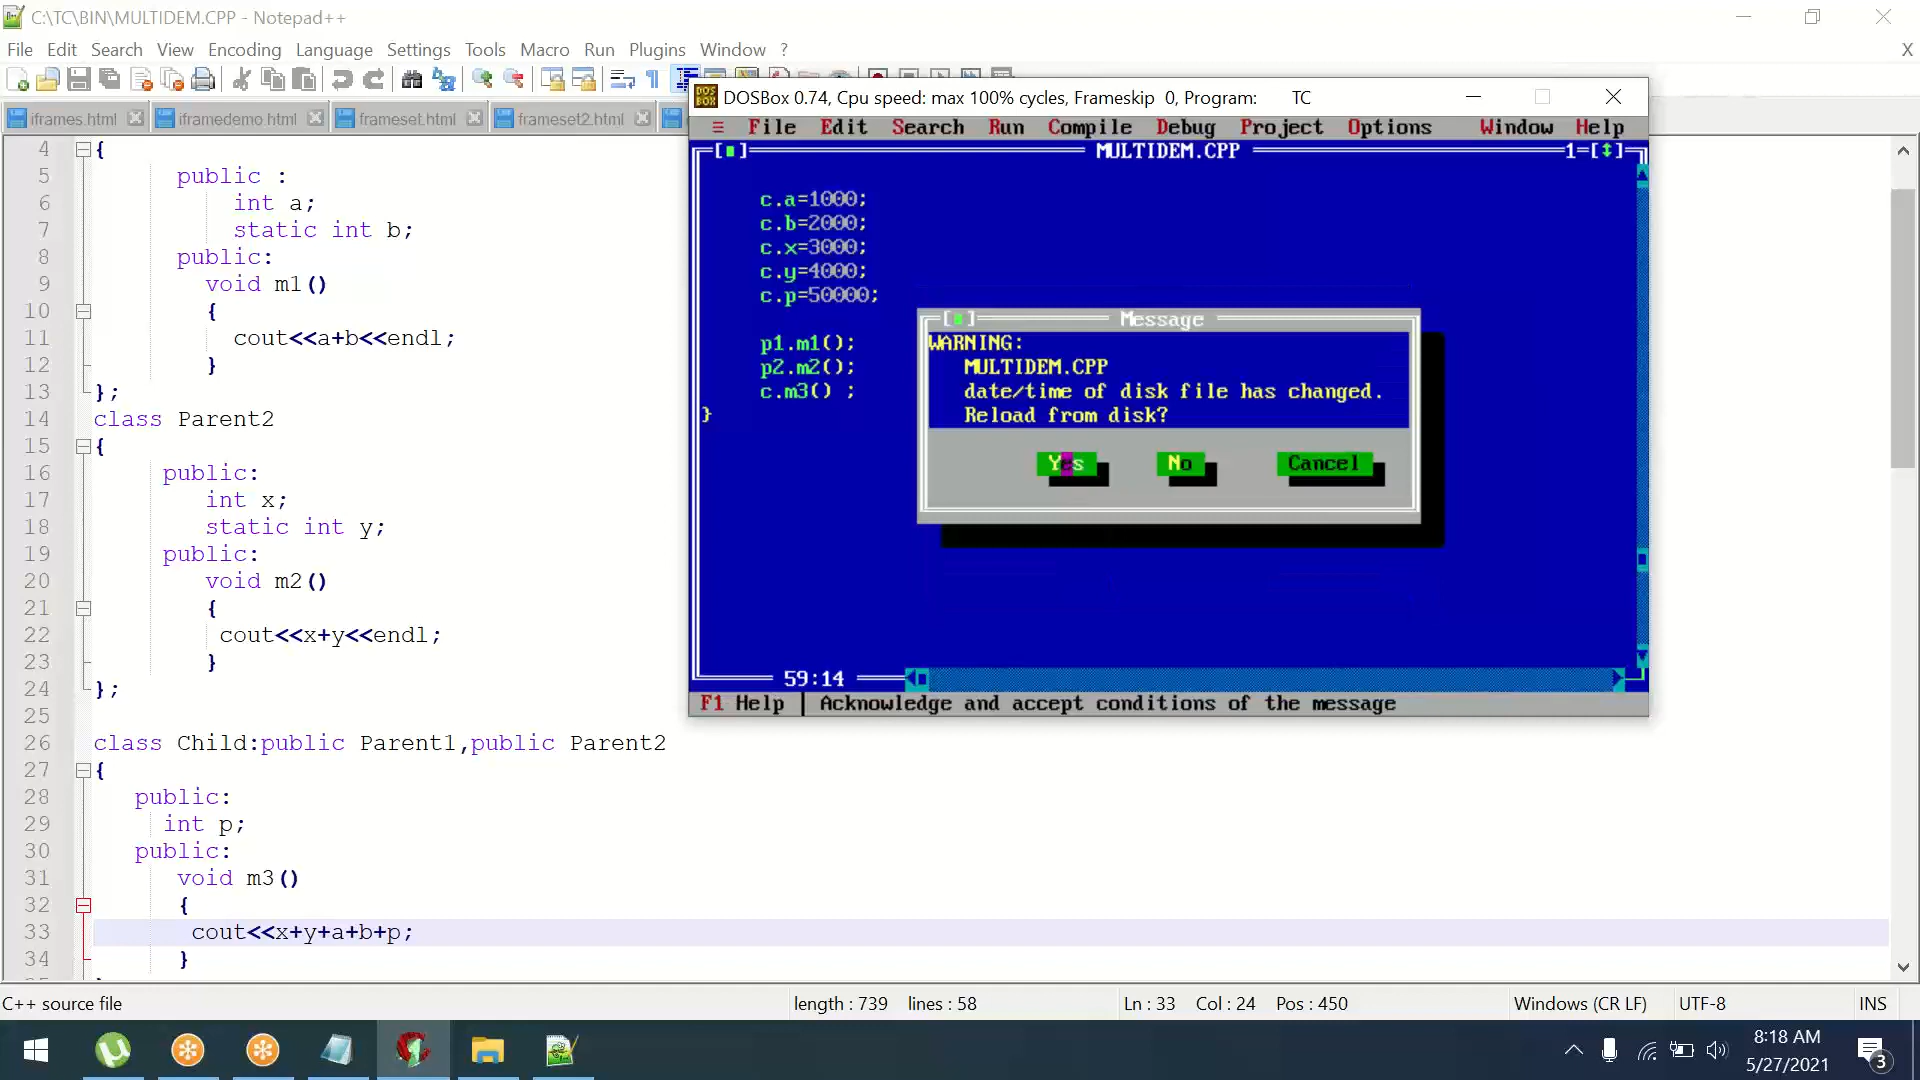 C:\TC\BIN\MULTIDEM.CPP - Notepad++
File Edit Search View Encoding Language Settings Tools Macro Run Plugins Window ? X
iframes.html iframedemo.html frameset.html frameset2.html
4 {
5 public :
6 int a;
7 static int b;
8 public:
9 void m1()
10 {
11 cout<<a+b<<endl;
12 }
13 };
14 class Parent2
15 {
16 public:
17 int x;
18 static int y;
19 public:
20 void m2()
21 {
22 cout<<x+y<<endl;
23 }
24 };
25
26 class Child:public Parent1,public Parent2
27 {
28 public:
29 int p;
30 public:
31 void m3()
32 {
33 cout<<x+y+a+b+p;
34 }
DOSBox 0.74, Cpu speed: max 100% cycles, Frameskip 0, Program: TC
≡ File Edit Search Run Compile Debug Project Options Window Help
[■] MULTIDEM.CPP 1=[↕]
c.a=1000;
c.b=2000;
c.x=3000;
c.y=4000;
c.p=50000;
p1.m1();
p2.m2();
c.m3() ;
}
[■] Message
WARNING:
MULTIDEM.CPP
date/time of disk file has changed.
Reload from disk?
Yes No Cancel
59:14
F1 Help | Acknowledge and accept conditions of the message
C++ source file length : 739 lines : 58 Ln : 33 Col : 24 Pos : 450 Windows (CR LF) UTF-8 INS
8:18 AM
5/27/2021
3